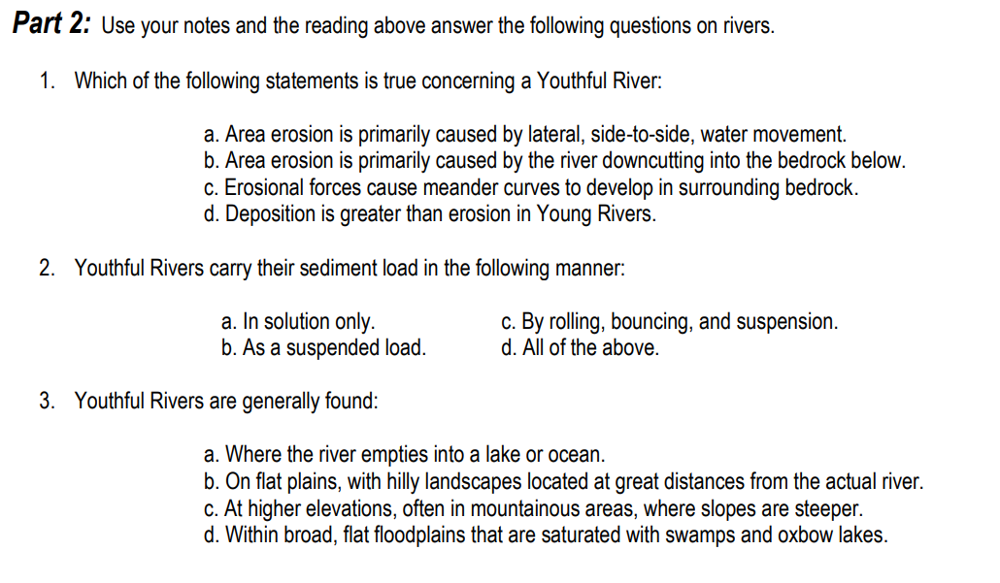 Part 2: Use your notes and the reading above answer the following questions on rivers.
1. Which of the following statements is true concerning a Youthful River:
a. Area erosion is primarily caused by lateral, side-to-side, water movement.
b. Area erosion is primarily caused by the river downcutting into the bedrock below.
c. Erosional forces cause meander curves to develop in surrounding bedrock.
d. Deposition is greater than erosion in Young Rivers.
2. Youthful Rivers carry their sediment load in the following manner:
a. In solution only. c. By rolling, bouncing, and suspension.
b. As a suspended load. d. All of the above.
3. Youthful Rivers are generally found:
a. Where the river empties into a lake or ocean.
b. On flat plains, with hilly landscapes located at great distances from the actual river.
c. At higher elevations, often in mountainous areas, where slopes are steeper.
d. Within broad, flat floodplains that are saturated with swamps and oxbow lakes.